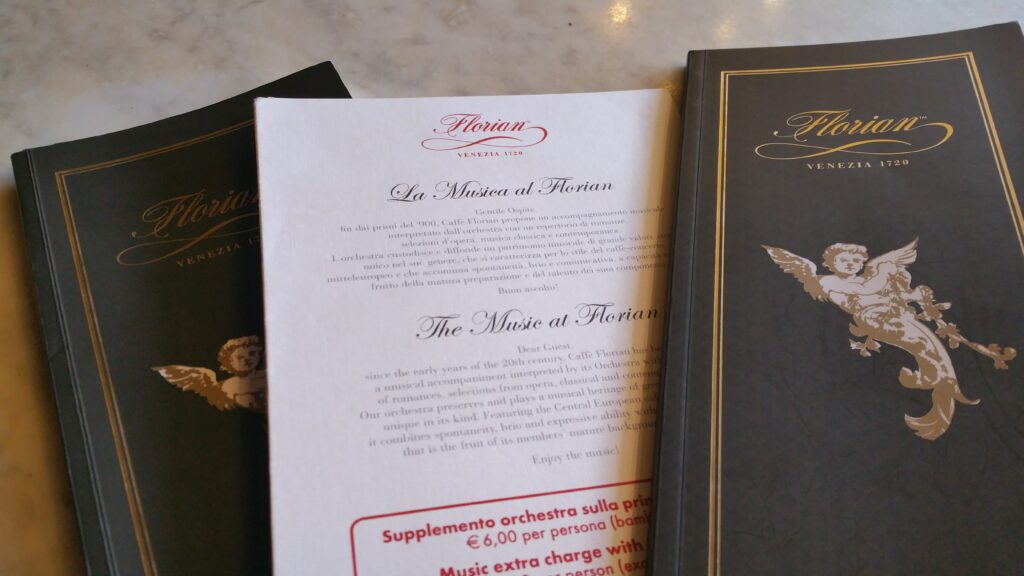 Florian
VENEZIA 1720
Florian
VENEZIA 1720
La Musica al Florian
Gentile Ospite,
fin dai primi del '900, Caffè Florian propone un accompagnamento musicale
interpretato dall'orchestra con un repertorio di romanze,
selezioni d'opera, musica classica e contemporanea.
L'orchestra custodisce e diffonde un patrimonio musicale di grande valore
unico nel suo genere, che si caratterizza per lo stile del caffè-concerto
mitteleuropeo e che accomuna spontaneità, brio e comunicativa, a capacità
frutto della matura preparazione e del talento dei suoi componenti.
Buon ascolto!
The Music at Florian
Dear Guest,
since the early years of the 20th century, Caffè Florian has
a musical accompaniment interpreted by its Orchestra
of romances, selections from opera, classical and
Our orchestra preserves and plays a musical heritage of
unique in its kind. Featuring the Central European
it combines spontaneity, brio and expressive ability
that is the fruit of its members' mature
Enjoy the music!
Supplemento orchestra sulla
€ 6,00 per persona
Music extra charge with
per person
Florian™
VENEZIA 1720